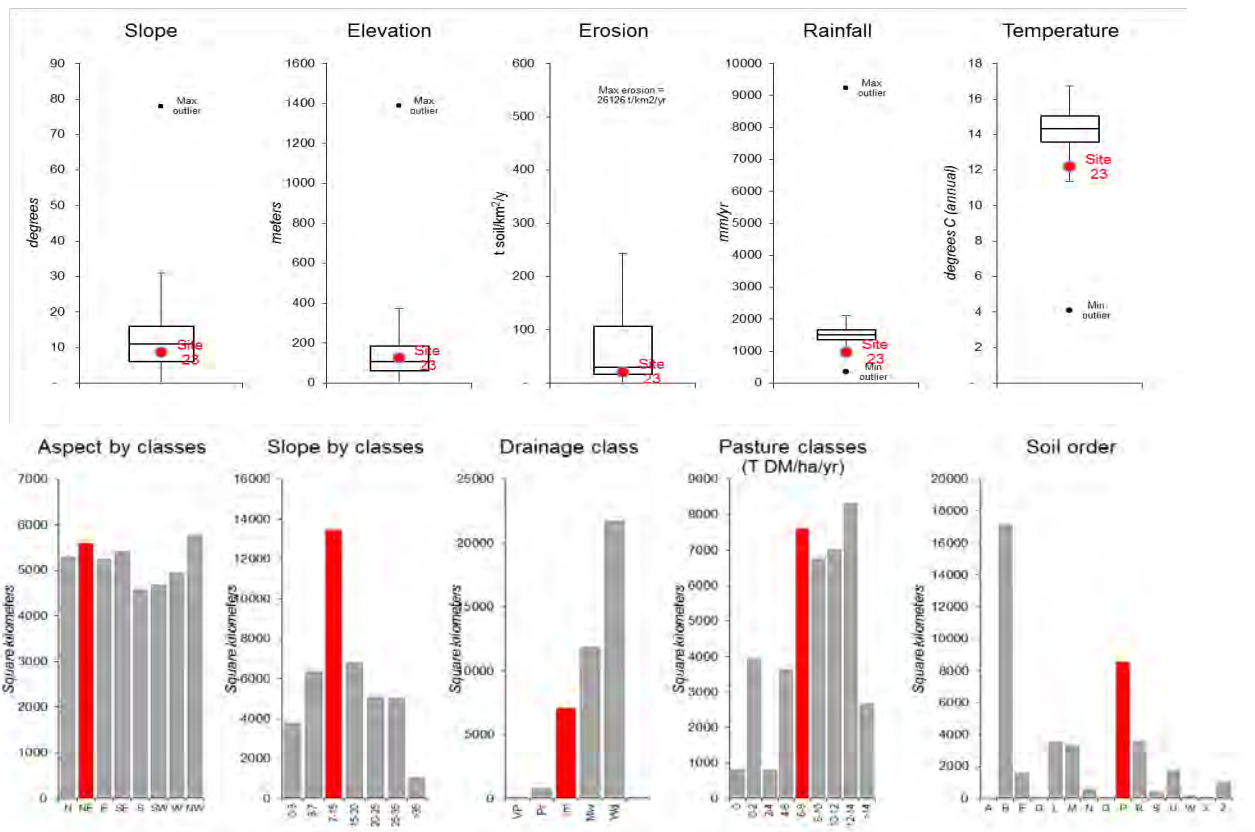 Slope
Elevation
Erosion
Rainfall
Temperature
90
80
70
60
50
40
30
20
10
-
degrees
Max
outlier
Site
23
1600
1400
1200
1000
800
600
400
200
0
meters
Max
outlier
Site
23
600
500
400
300
200
100
-
t soil/km²/y
Max erosion =
26126 t/km2/yr
Site
23
10000
9000
8000
7000
6000
5000
4000
3000
2000
1000
0
mm/yr
Max
outlier
Site
23
Min
outlier
18
16
14
12
10
8
6
4
2
-
degrees C (annual)
Site
23
Min
outlier
Aspect by classes
Slope by classes
Drainage class
Pasture classes
(T DM/ha/yr)
Soil order
7000
6000
5000
4000
3000
2000
1000
0
Square kilometers
N NE E SE S SW W NW
16000
14000
12000
10000
8000
6000
4000
2000
0
Square kilometers
0-3 3-7 7-15 15-20 20-25 25-35 >35
25000
20000
15000
10000
5000
0
Square kilometers
VP Pr Im Mw Wd
9000
8000
7000
6000
5000
4000
3000
2000
1000
0
Square kilometers
0 0-2 2-4 4-6 6-8 8-10 10-12 12-14 >14
20000
18000
16000
14000
12000
10000
8000
6000
4000
2000
0
Square kilometers
A B E G L M N O P R S U W X Z